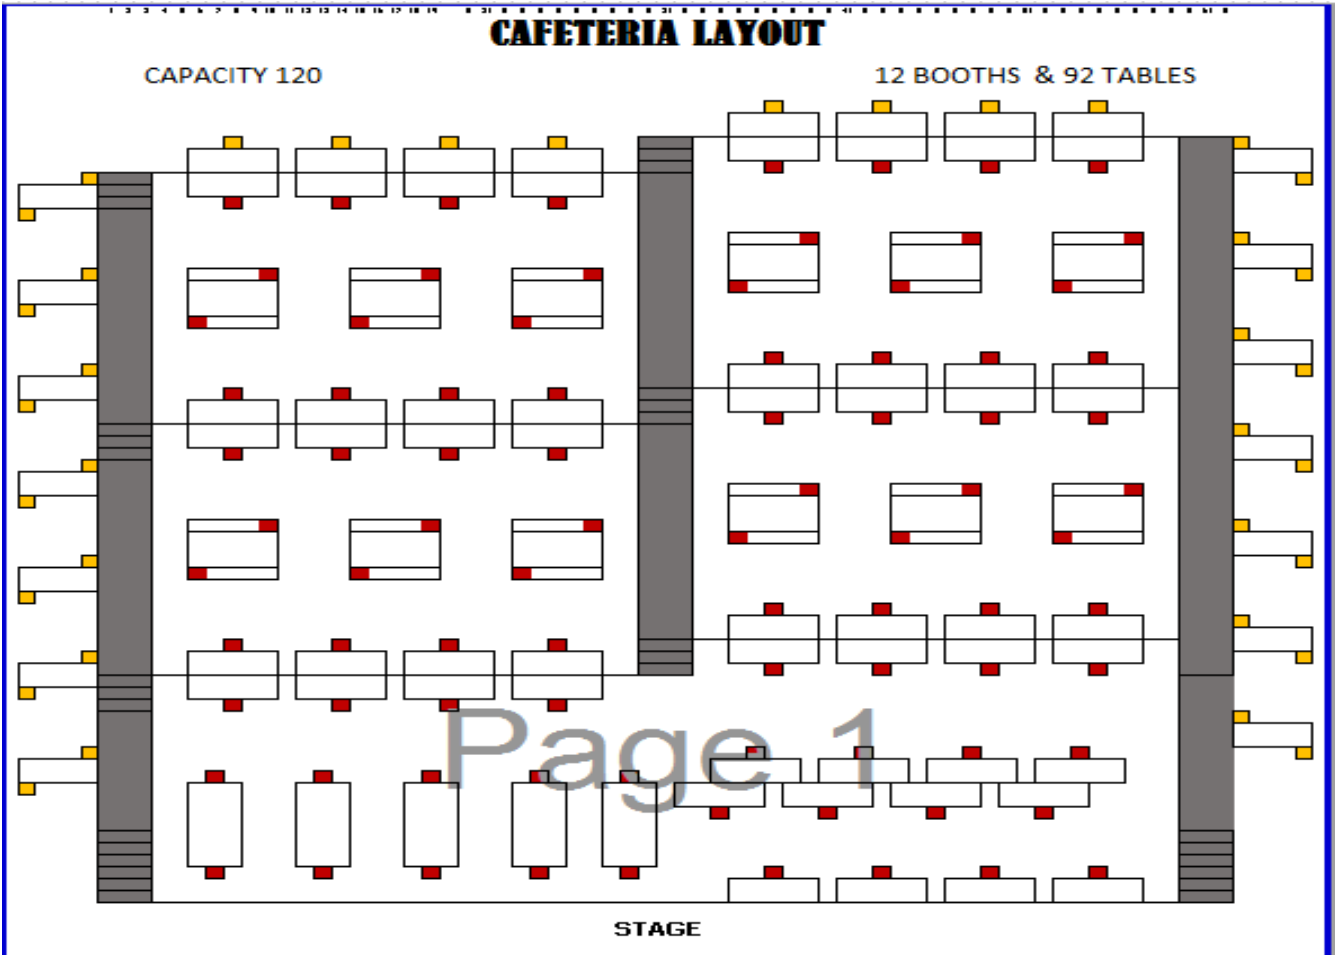 CAFETERIA LAYOUT
CAPACITY 120
12 BOOTHS & 92 TABLES
Page 1
STAGE